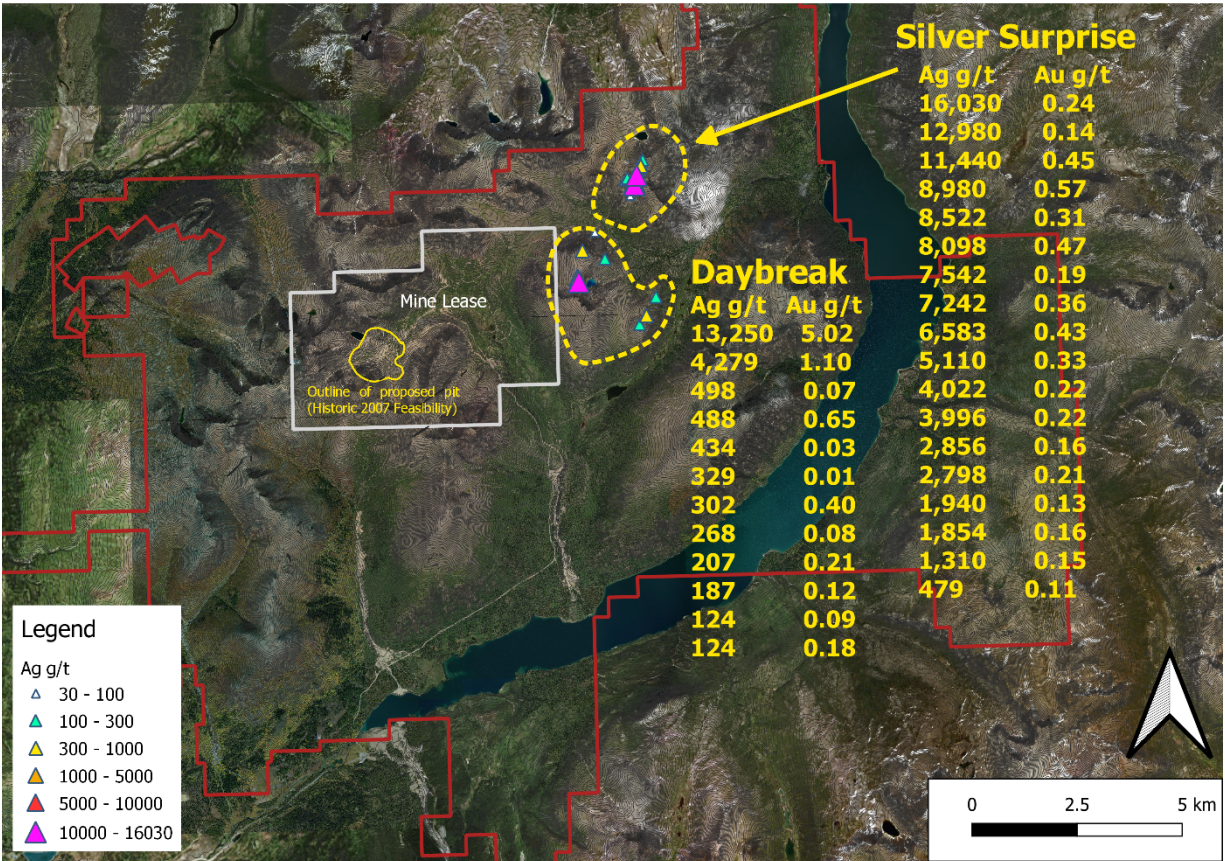 Silver Surprise
Ag g/t Au g/t
16,030 0.24
12,980 0.14
11,440 0.45
8,980 0.57
8,522 0.31
8,098 0.47
7,542 0.19
7,242 0.36
6,583 0.43
5,110 0.33
4,022 0.22
3,996 0.22
2,856 0.16
2,798 0.21
1,940 0.13
1,854 0.16
1,310 0.15
479 0.11
Daybreak
Ag g/t Au g/t
13,250 5.02
4,279 1.10
498 0.07
488 0.65
434 0.03
329 0.01
302 0.40
268 0.08
207 0.21
187 0.12
124 0.09
124 0.18
Mine Lease
Outline of proposed pit
(Historic 2007 Feasibility)
Legend
Ag g/t
30 - 100
100 - 300
300 - 1000
1000 - 5000
5000 - 10000
10000 - 16030
0 2.5 5 km